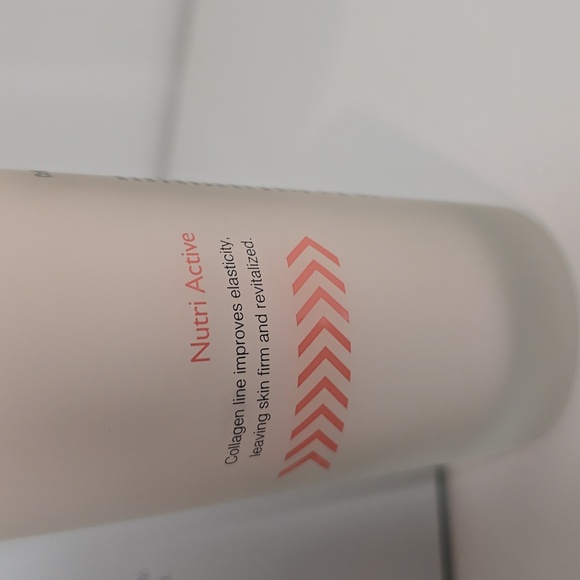 Nutri Active
Collagen line improves elasticity,
leaving skin firm and revitalized.